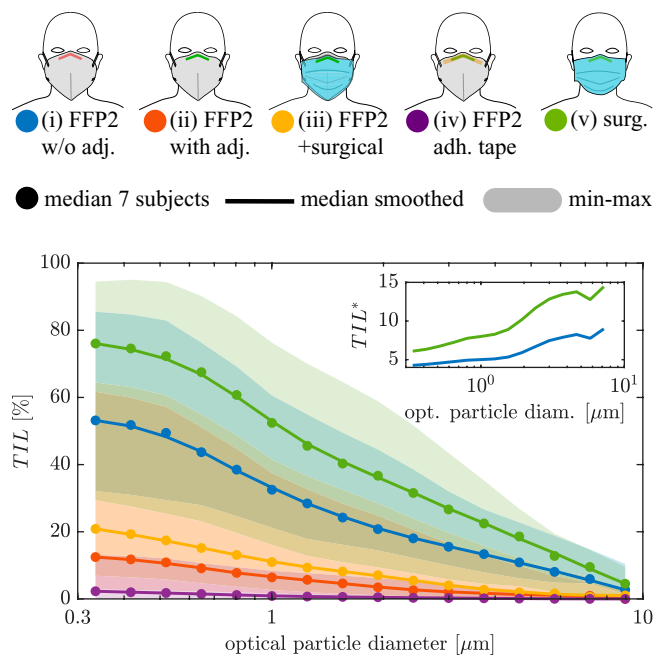 (i) FFP2 w/o adj.
(ii) FFP2 with adj.
(iii) FFP2 +surgical
(iv) FFP2 adh. tape
(v) surg.
median 7 subjects
median smoothed
min-max
100
80
60
40
20
0
TIL [%]
0.3
1
10
optical particle diameter [μm]
15
10
5
TIL*
10⁰
10¹
opt. particle diam. [μm]